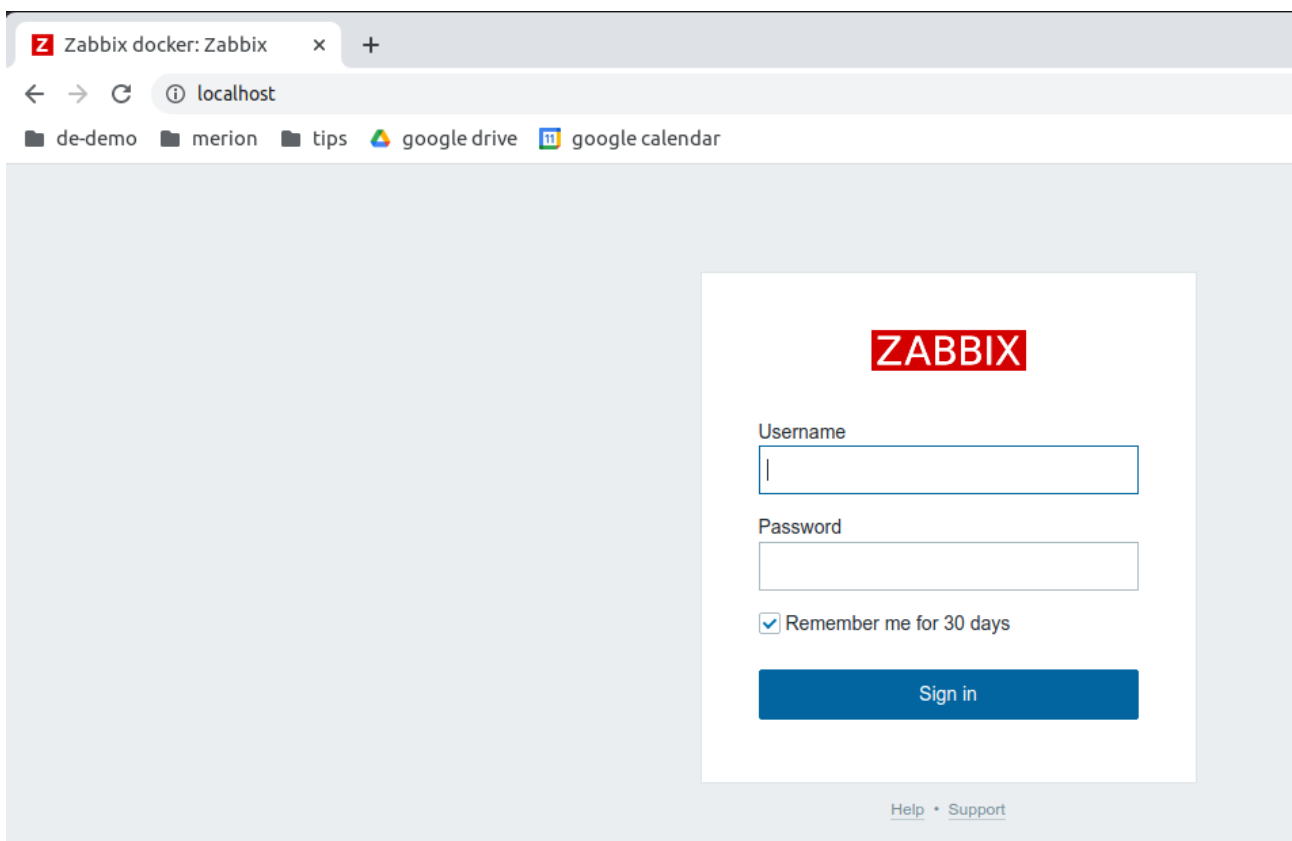 Z Zabbix docker: Zabbix
localhost
de-demo merion tips google drive 11 google calendar
ZABBIX
Username
Password
Remember me for 30 days
Sign in
Help • Support